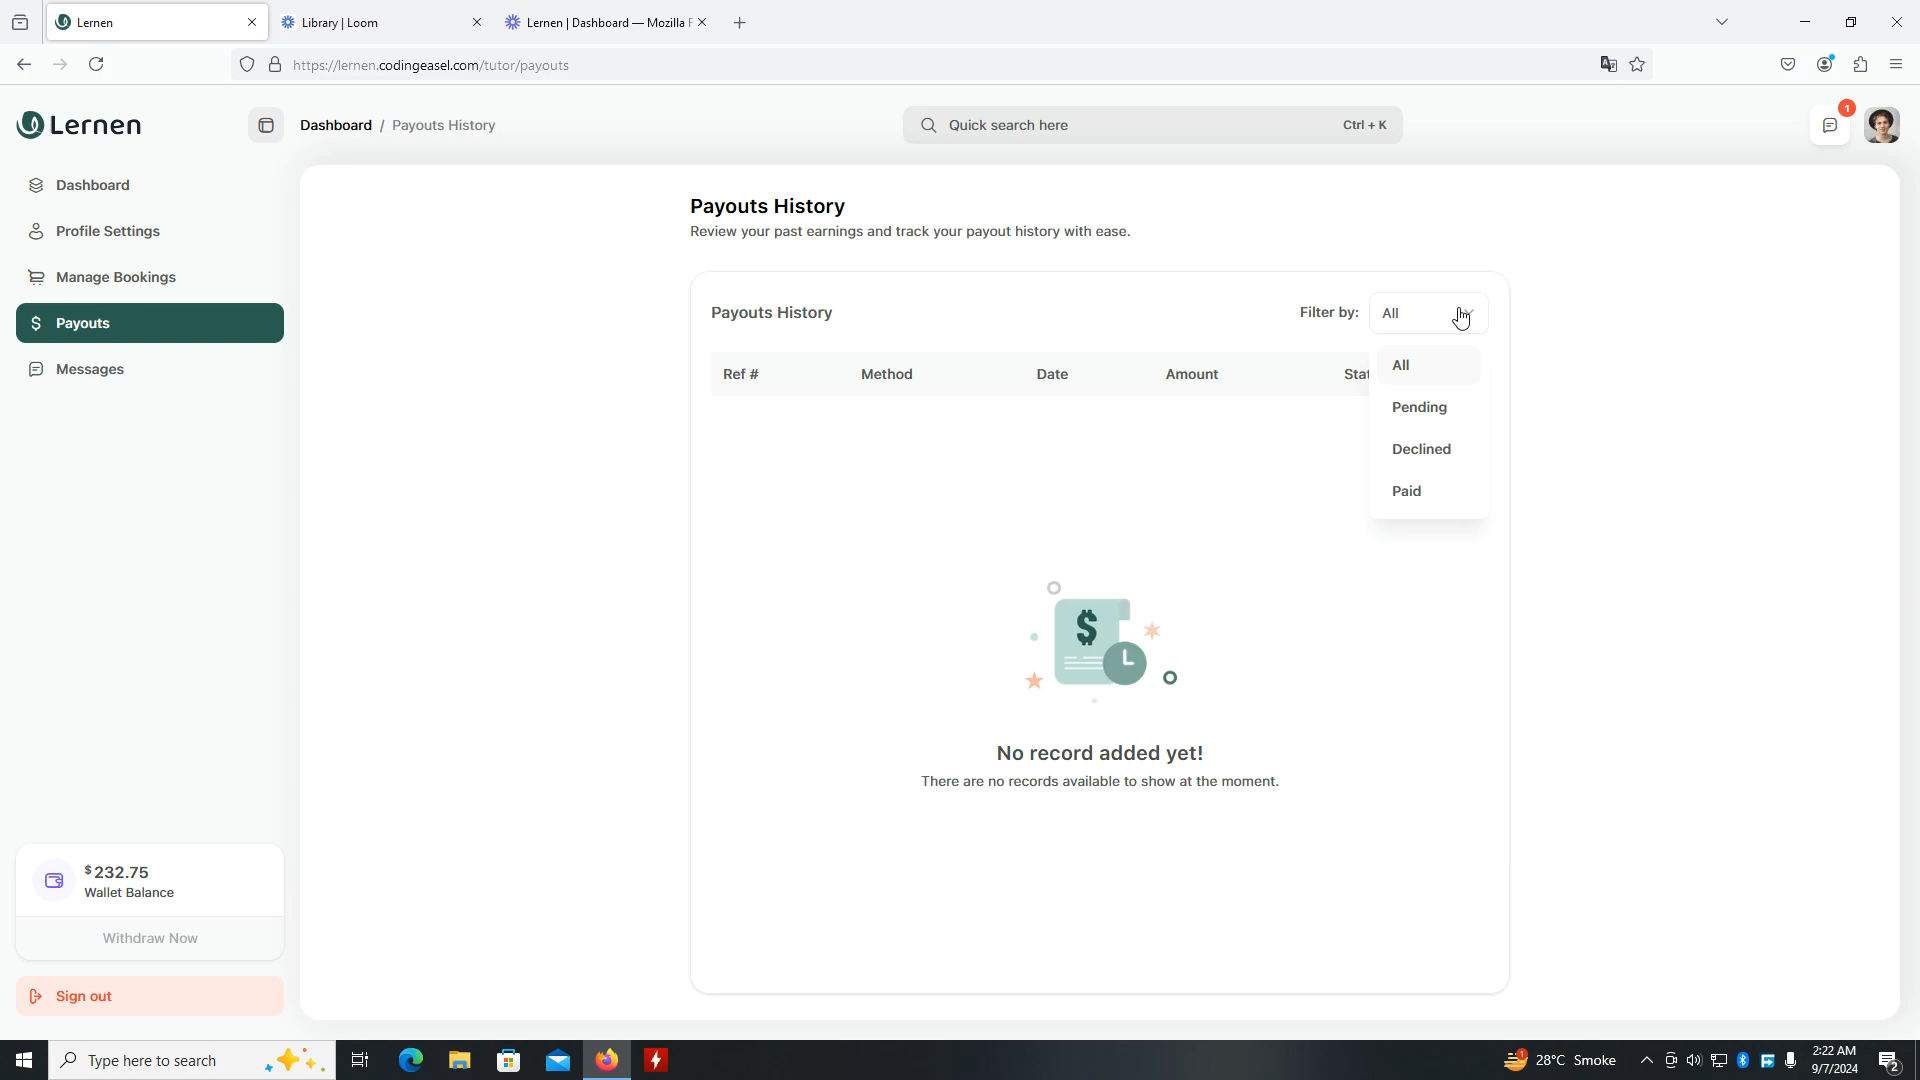 Lernen
Library | Loom
Lernen | Dashboard — Mozilla F
https://lernen.codingeasel.com/tutor/payouts
Lernen
Dashboard / Payouts History
Quick search here
Ctrl + K
1
Dashboard
Profile Settings
Manage Bookings
Payouts
Messages
Payouts History
Review your past earnings and track your payout history with ease.
Payouts History
Filter by:
All
Ref #
Method
Date
Amount
Stat
All
Pending
Declined
Paid
$
No record added yet!
There are no records available to show at the moment.
$232.75
Wallet Balance
Withdraw Now
Sign out
Type here to search
1
28°C Smoke
2:22 AM
9/7/2024
2